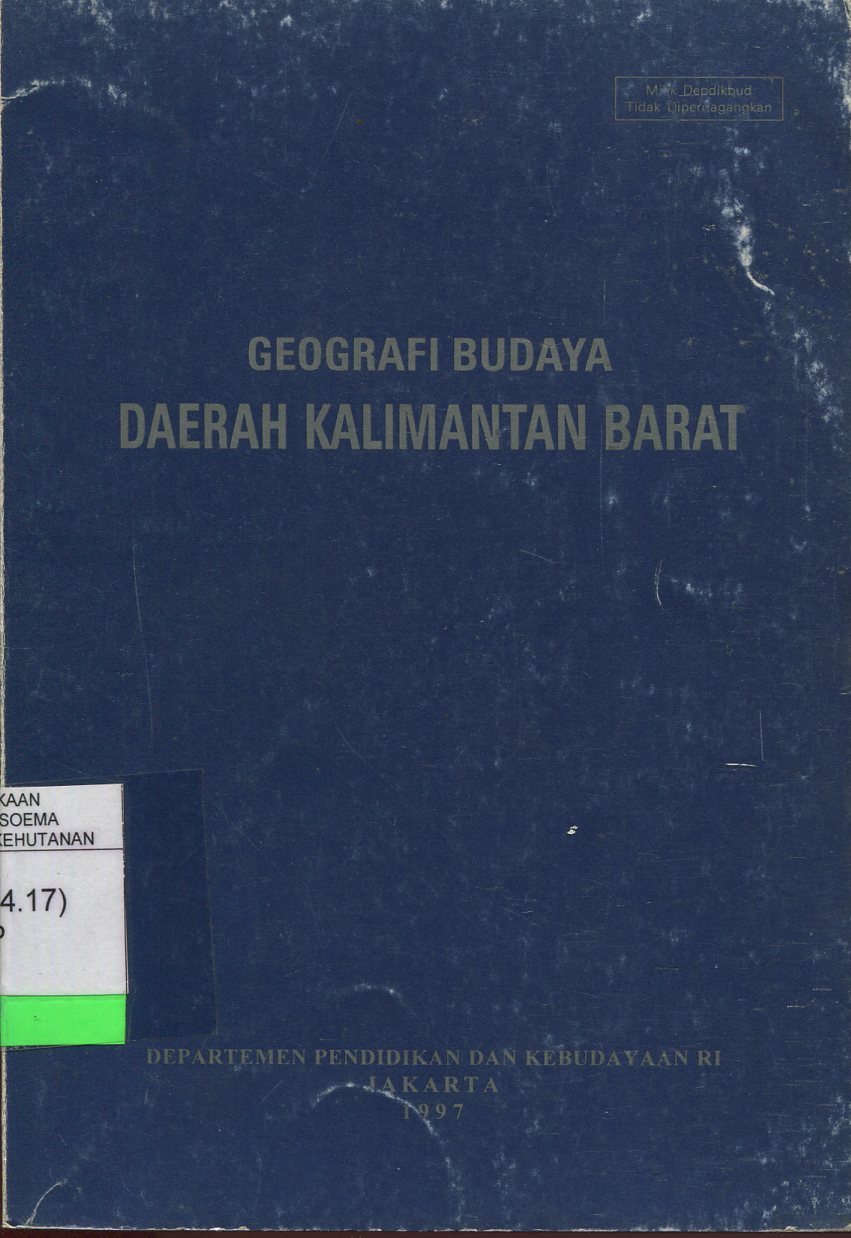 Milik Depdikbud
Tidak Diperdagangkan
GEOGRAFI BUDAYA
DAERAH KALIMANTAN BARAT
KAAN
SOEMA
KEHUTANAN
4.17)
DEPARTEMEN PENDIDIKAN DAN KEBUDAYAAN RI
JAKARTA
1997